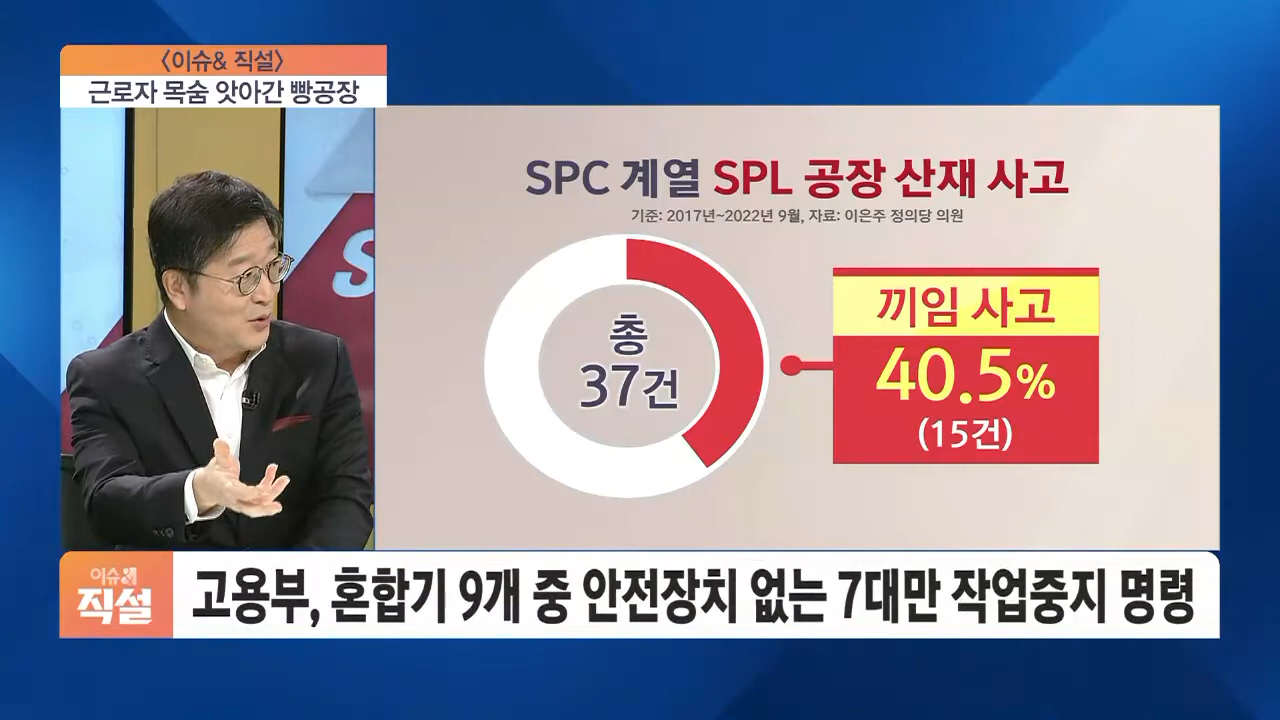 <이슈& 직설>
근로자 목숨 앗아간 빵공장
S
SPC 계열 SPL 공장 산재 사고
기준: 2017년~2022년 9월, 자료: 이은주 정의당 의원
총
37건
끼임 사고
40.5%
(15건)
이슈&
직설
고용부, 혼합기 9개 중 안전장치 없는 7대만 작업중지 명령